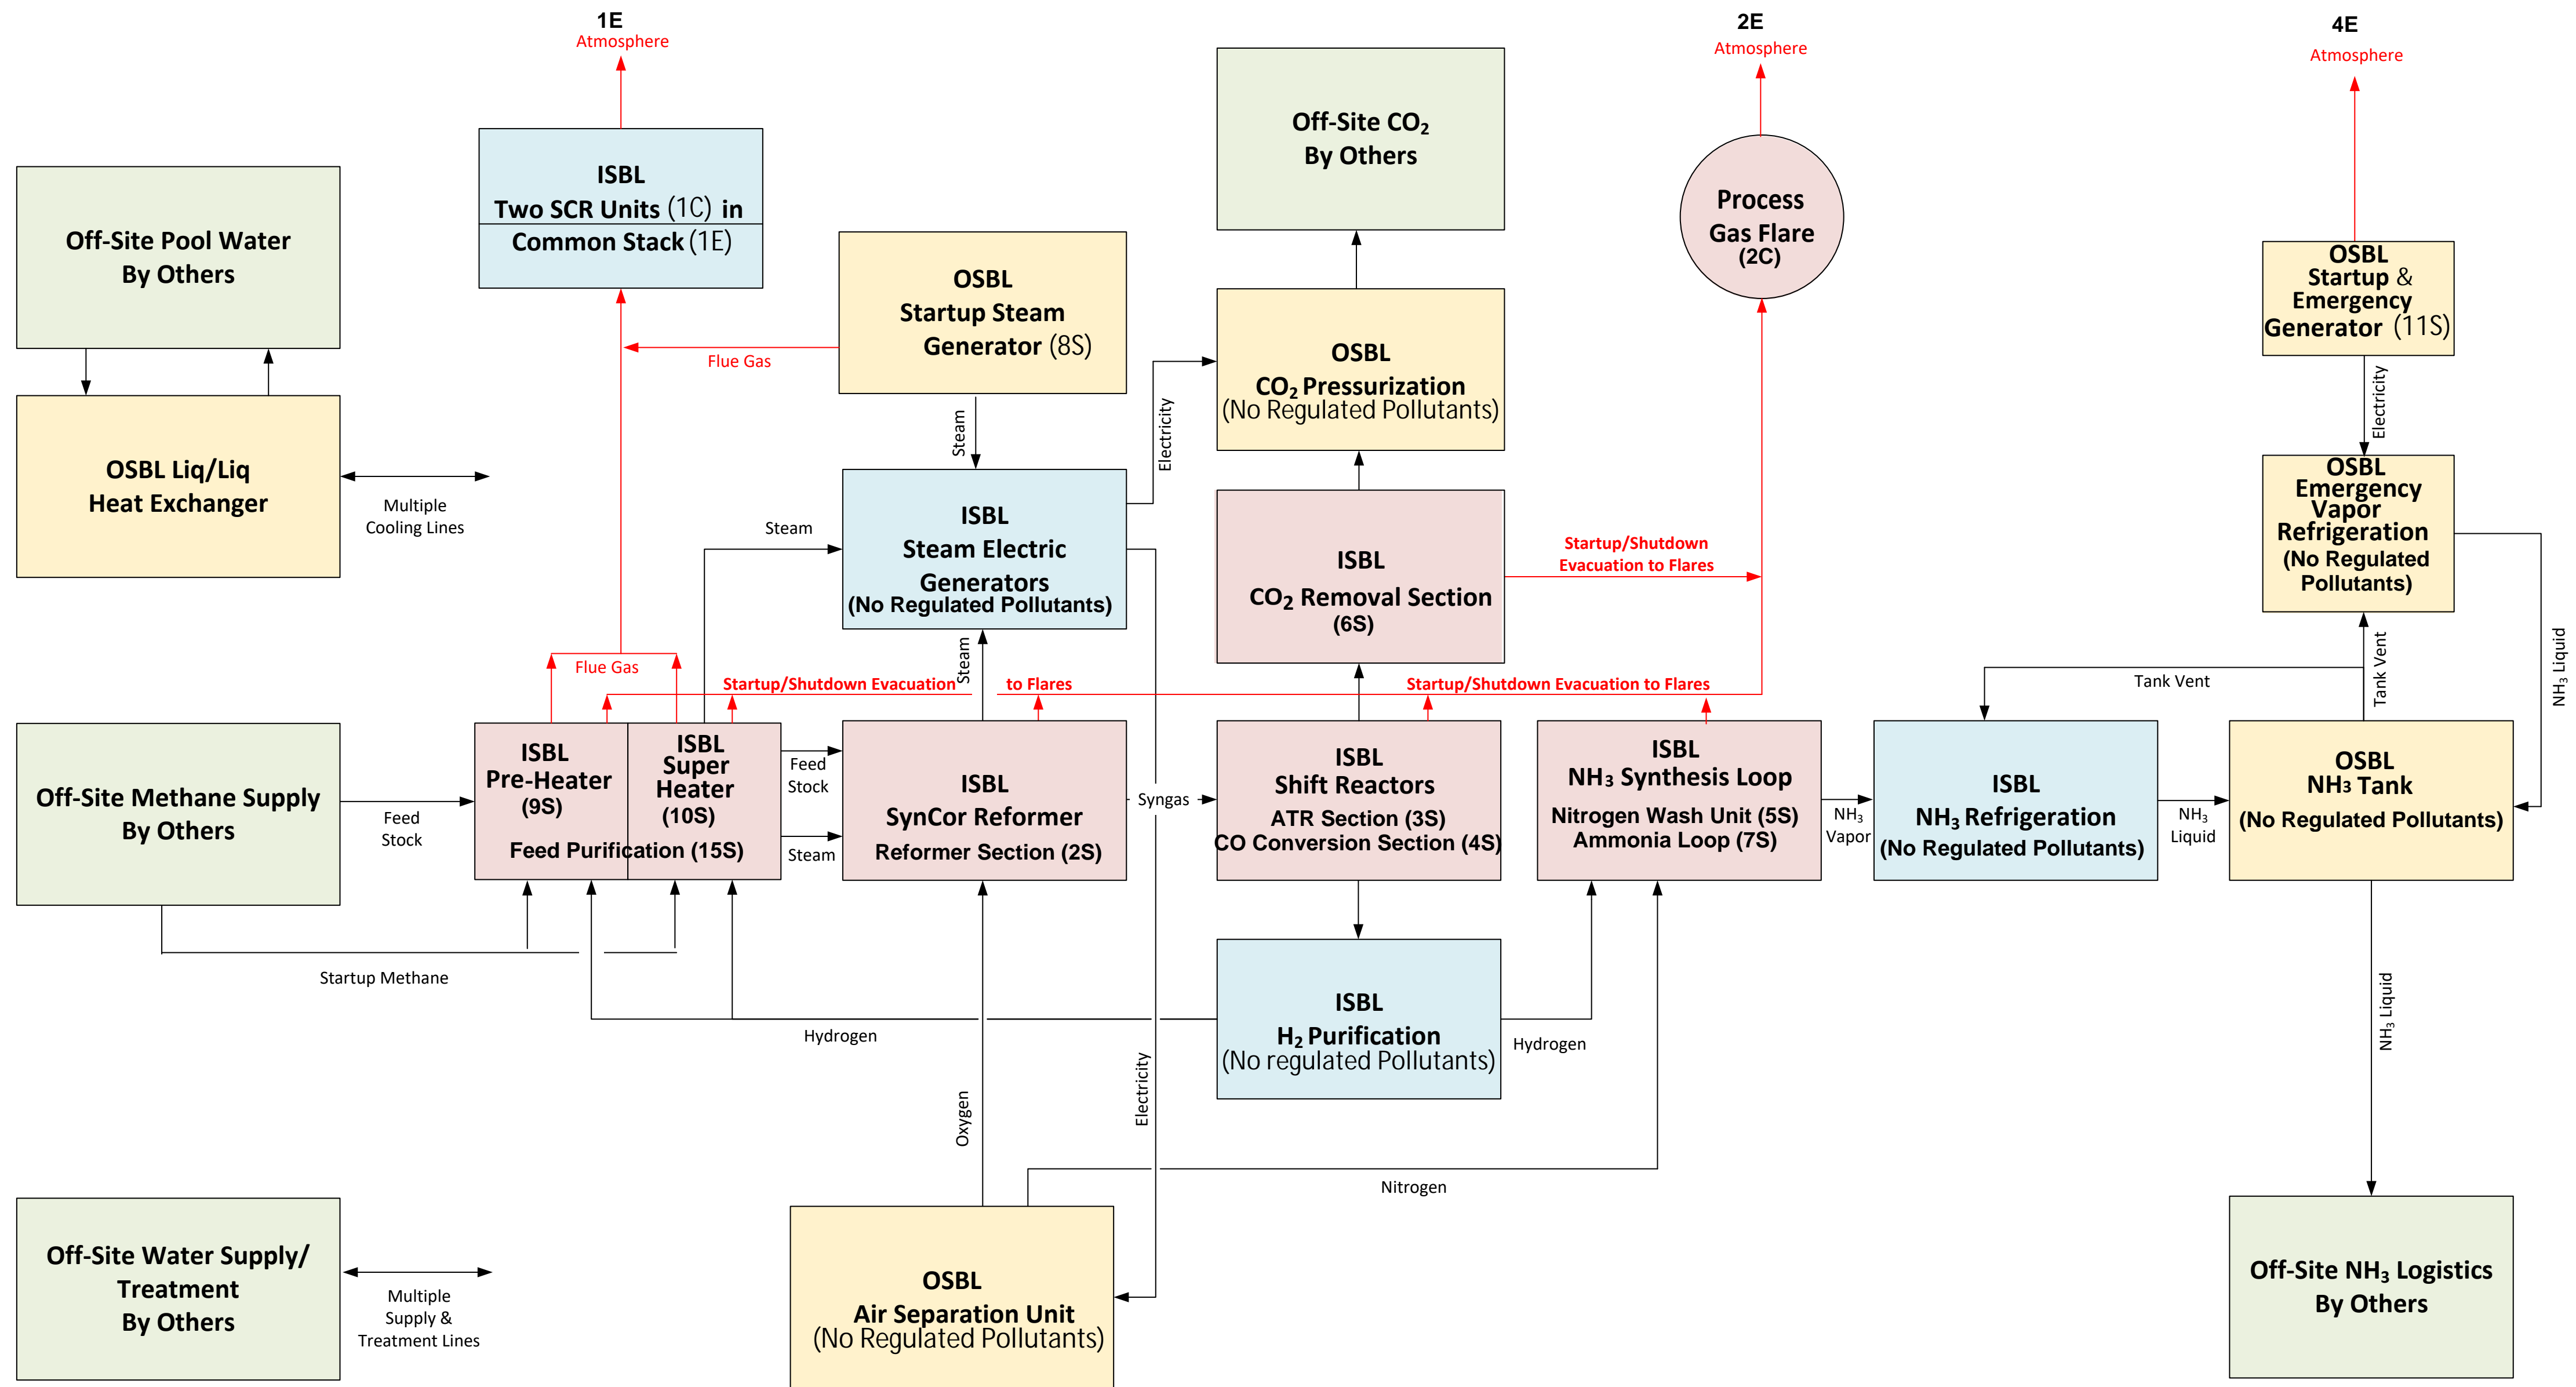 1E
Atmosphere
2E
Atmosphere
4E
Atmosphere
Off-Site CO₂
By Others
ISBL
Two SCR Units (1C) in
Common Stack (1E)
Process
Gas Flare
(2C)
Off-Site Pool Water
By Others
OSBL
Startup Steam
Generator (8S)
Flue Gas
OSBL
Startup &
Emergency
Generator (11S)
OSBL
CO₂ Pressurization
(No Regulated Pollutants)
Steam
Electricity
Electricity
OSBL Liq/Liq
Heat Exchanger
Multiple
Cooling Lines
Steam
ISBL
Steam Electric
Generators
(No Regulated Pollutants)
ISBL
CO₂ Removal Section
(6S)
Startup/Shutdown
Evacuation to Flares
OSBL
Emergency
Vapor
Refrigeration
(No Regulated
Pollutants)
NH₃ Liquid
Flue Gas
Steam
Startup/Shutdown Evacuation
to Flares
Startup/Shutdown Evacuation to Flares
Tank Vent
Tank Vent
Off-Site Methane Supply
By Others
Feed
Stock
ISBL
Pre-Heater
(9S)
ISBL
Super
Heater
(10S)
Feed Purification (15S)
Feed
Stock
Steam
ISBL
SynCor Reformer
Reformer Section (2S)
Syngas
ISBL
Shift Reactors
ATR Section (3S)
CO Conversion Section (4S)
ISBL
NH₃ Synthesis Loop
Nitrogen Wash Unit (5S)
Ammonia Loop (7S)
NH₃
Vapor
ISBL
NH₃ Refrigeration
(No Regulated Pollutants)
NH₃
Liquid
OSBL
NH3 Tank
(No Regulated Pollutants)
Startup Methane
Hydrogen
ISBL
H₂ Purification
(No regulated Pollutants)
Hydrogen
NH₃ Liquid
Oxygen
Electricity
Nitrogen
Off-Site Water Supply/
Treatment
By Others
Multiple
Supply &
Treatment Lines
OSBL
Air Separation Unit
(No Regulated Pollutants)
Off-Site NH₃ Logistics
By Others